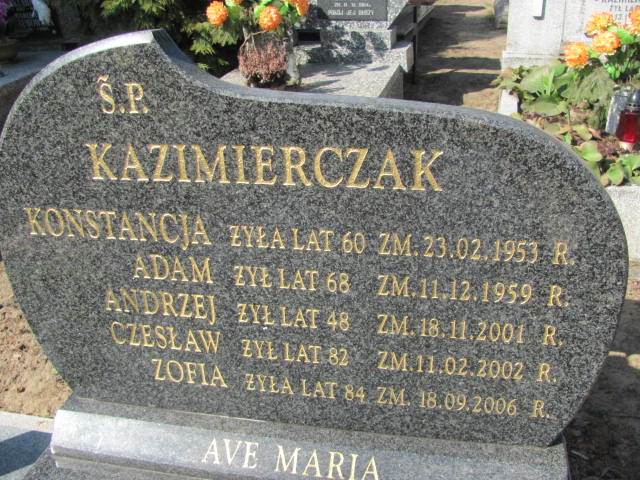 Ś.P.
KAZIMIERCZAK
KONSTANCJA ŻYŁA LAT 60 ZM. 23.02.1953 R.
ADAM ŻYŁ LAT 68 ZM. 11.12.1959 R.
ANDRZEJ ŻYŁ LAT 48 ZM. 18.11.2001 R.
CZESŁAW ŻYŁ LAT 82 ZM. 11.02.2002 R.
ZOFIA ŻYŁA LAT 84 ZM. 18.09.2006 R.
AVE MARIA